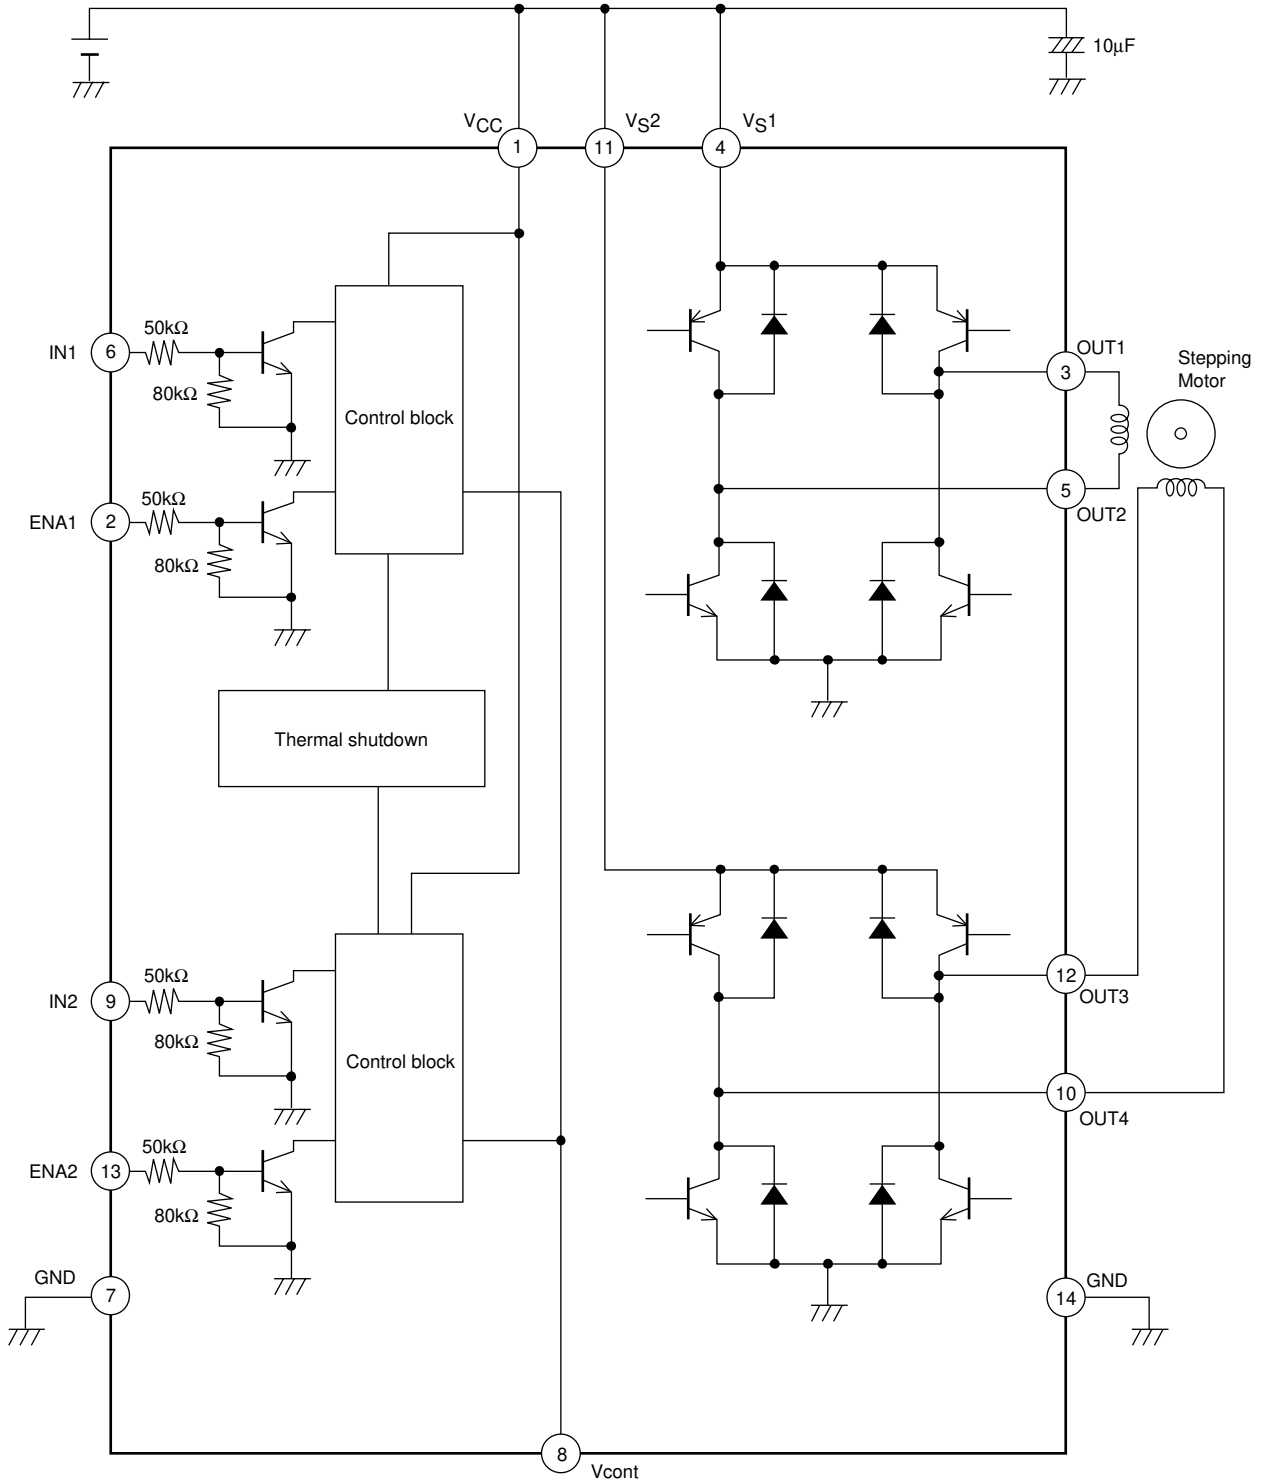 10μF
VCC
VS2
VS1
1
11
4
50kΩ
IN1
6
80kΩ
Control block
OUT1
3
Stepping
Motor
50kΩ
ENA1
2
80kΩ
5
OUT2
Thermal shutdown
50kΩ
IN2
9
80kΩ
Control block
12
OUT3
10
OUT4
50kΩ
ENA2
13
80kΩ
GND
7
GND
14
8
Vcont